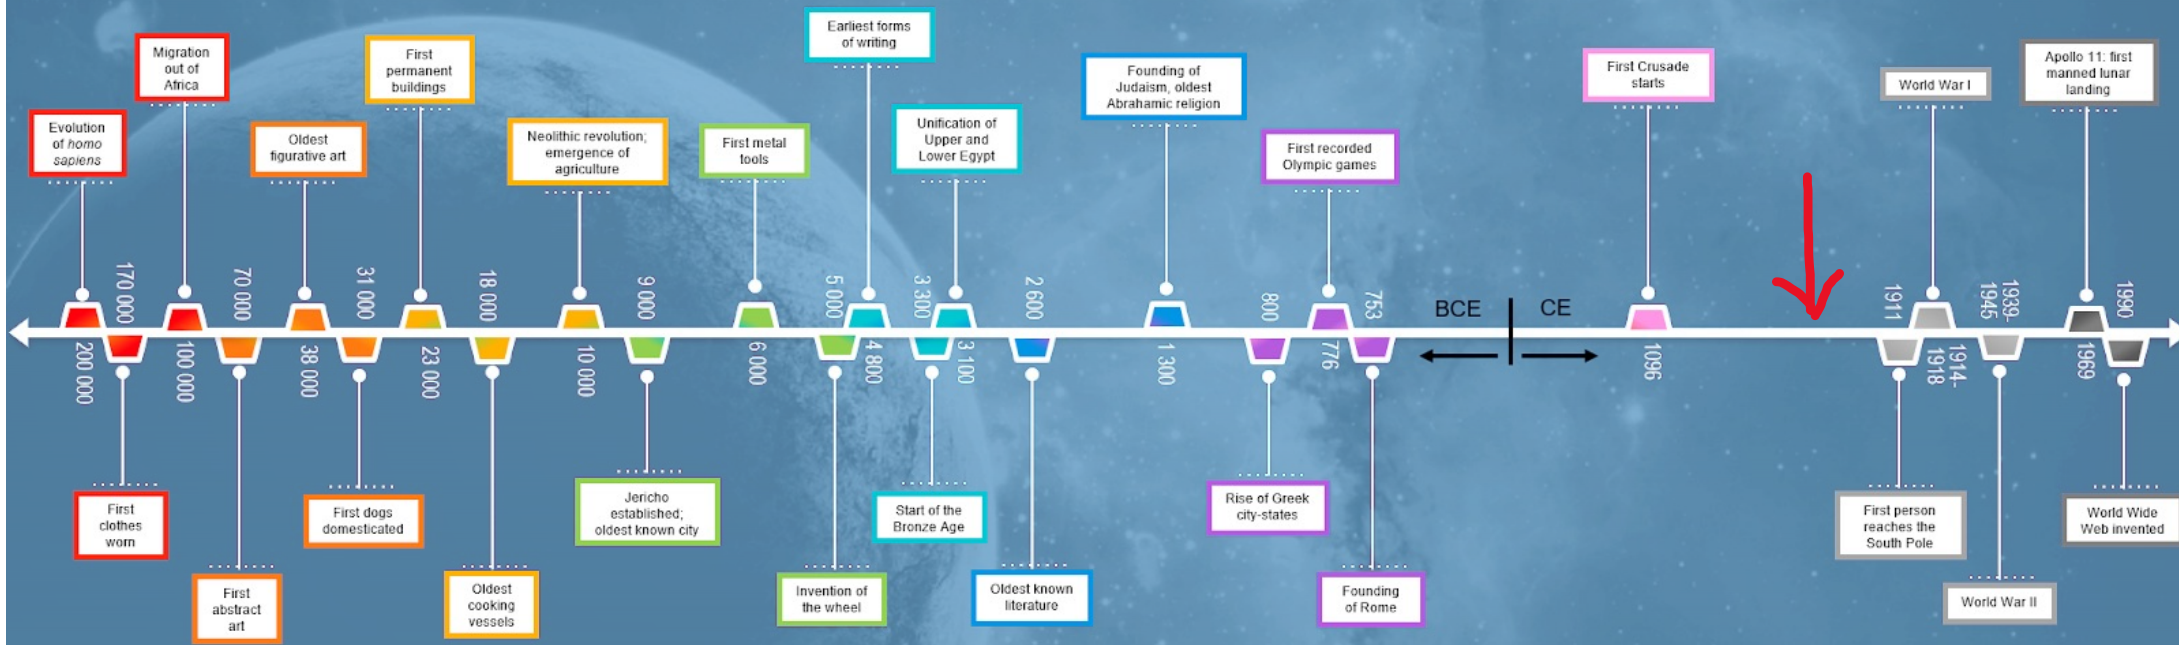 Evolution
of homo
sapiens
200 000
170 000
First
clothes
worn
Migration
out of
Africa
100 000
70 000
First
abstract
art
Oldest
figurative art
38 000
31 000
First dogs
domesticated
First
permanent
buildings
23 000
18 000
Oldest
cooking
vessels
Neolithic revolution;
emergence of
agriculture
10 000
9 000
Jericho
established;
oldest known city
First metal
tools
6 000
5 000
Invention of
the wheel
Earliest forms
of writing
4 800
3 300
Start of the
Bronze Age
Unification of
Upper and
Lower Egypt
3 100
2 600
Oldest known
literature
Founding of
Judaism, oldest
Abrahamic religion
1 300
800
Rise of Greek
city-states
First recorded
Olympic games
776
753
Founding
of Rome
BCE
CE
First Crusade
starts
1096
1911
First person
reaches the
South Pole
World War I
1914-
1918
1939-
1945
World War II
Apollo 11: first
manned lunar
landing
1969
1990
World Wide
Web invented